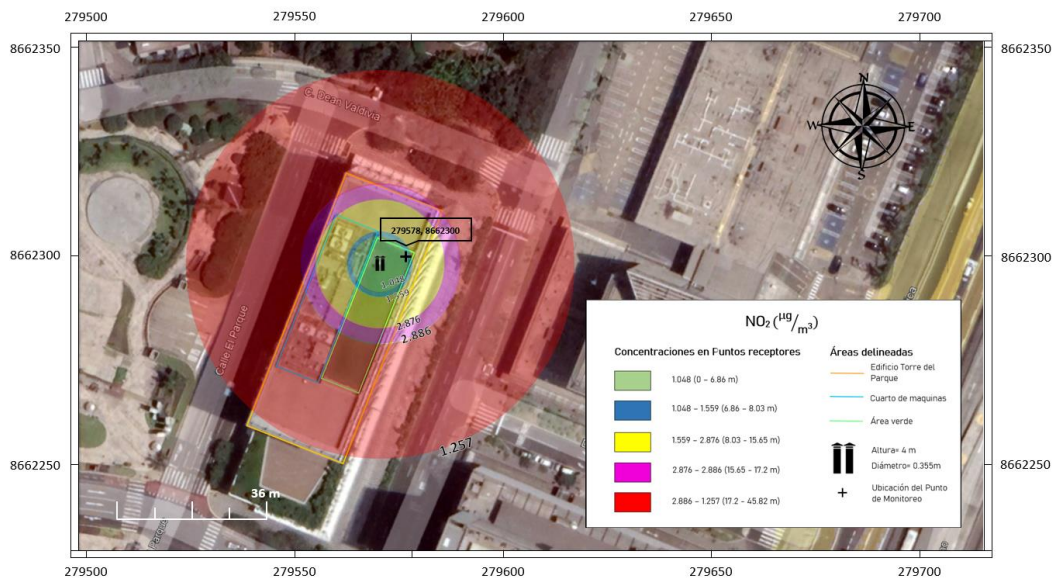 279500 279550 279600 279650 279700
8662350 8662350
C. Dean Valdivia
N
W E
S
279578, 8662300
8662300 8662300
1.559
2.876
2.886
Calle El Parque
1.257
8662250 8662250
36 m
Parque
NO₂ (µg/m³)
Concentraciones en Puntos receptores
1.048 (0 - 6.86 m)
1.048 - 1.559 (6.86 - 8.03 m)
1.559 - 2.876 (8.03 - 15.65 m)
2.876 - 2.886 (15.65 - 17.2 m)
2.886 - 1.257 (17.2 - 45.82 m)
Áreas delineadas
Edificio Torre del
Parque
Cuarto de maquinas
Área verde
Altura= 4 m
Diámetro= 0.355m
Ubicación del Punto
de Monitoreo
279500 279550 279600 279650 279700